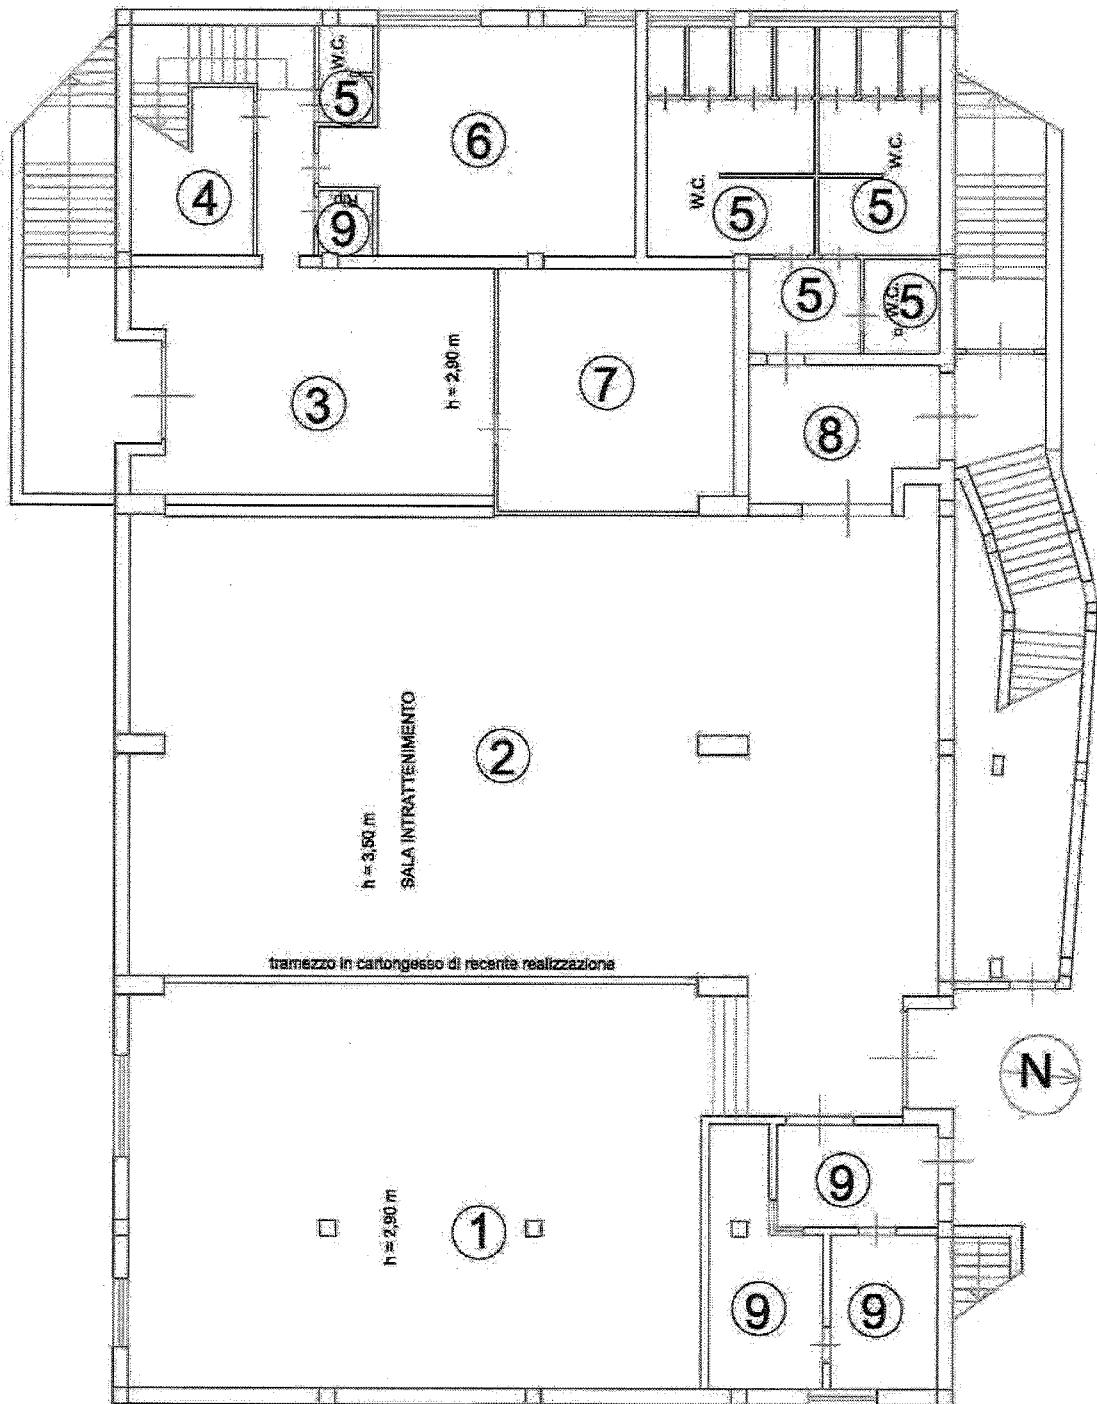 W.C.
5
6
4
9
W.C.
5
W.C.
5
5
W.C.
5
3
h = 2,90 m
7
8
2
h = 3,50 m
SALA INTRATTENIMENTO
tramezzo in cartongesso di recente realizzazione
N
1
h = 2,90 m
9
9
9